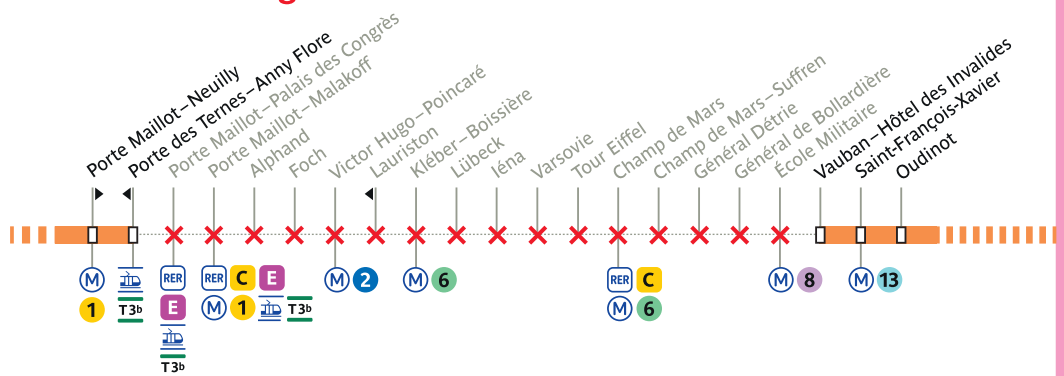 Porte Maillot–Neuilly
Porte des Ternes–Anny Flore
Porte Maillot–Palais des Congrès
Porte Maillot–Malakoff
Alphand
Foch
Victor Hugo–Poincaré
Lauriston
Kléber–Boissière
Lübeck
Iéna
Varsovie
Tour Eiffel
Champ de Mars
Champ de Mars–Suffren
Général Détrie
Général de Bollardière
École Militaire
Vauban–Hôtel des Invalides
Saint-François-Xavier
Oudinot
M RER RER C E M 2 M 6 RER C M 8 M 13
1 T3b E M 1 T3b M 6
T3b